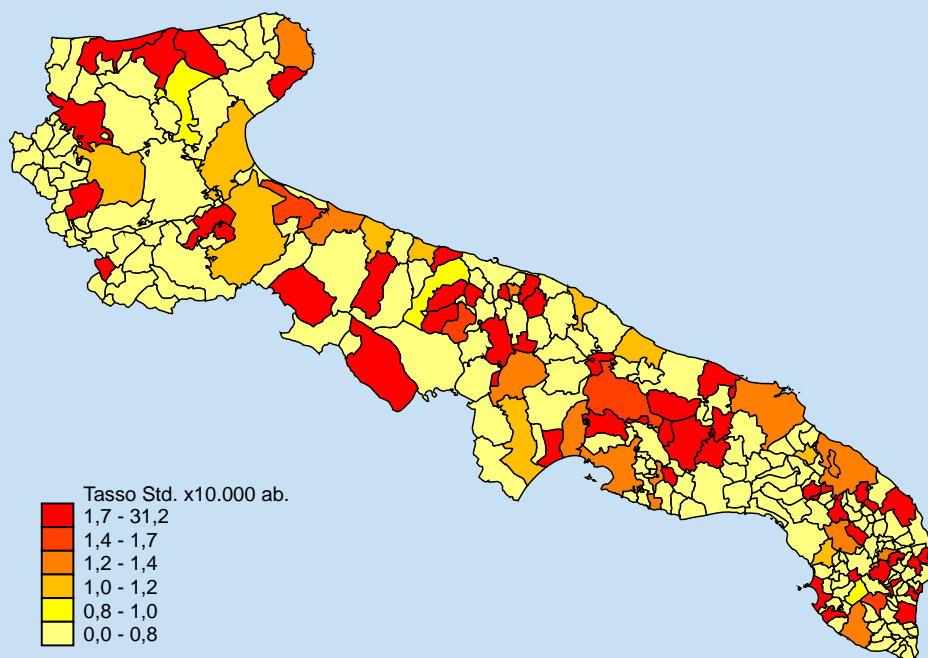 Tasso Std. x10.000 ab.
1,7 - 31,2
1,4 - 1,7
1,2 - 1,4
1,0 - 1,2
0,8 - 1,0
0,0 - 0,8